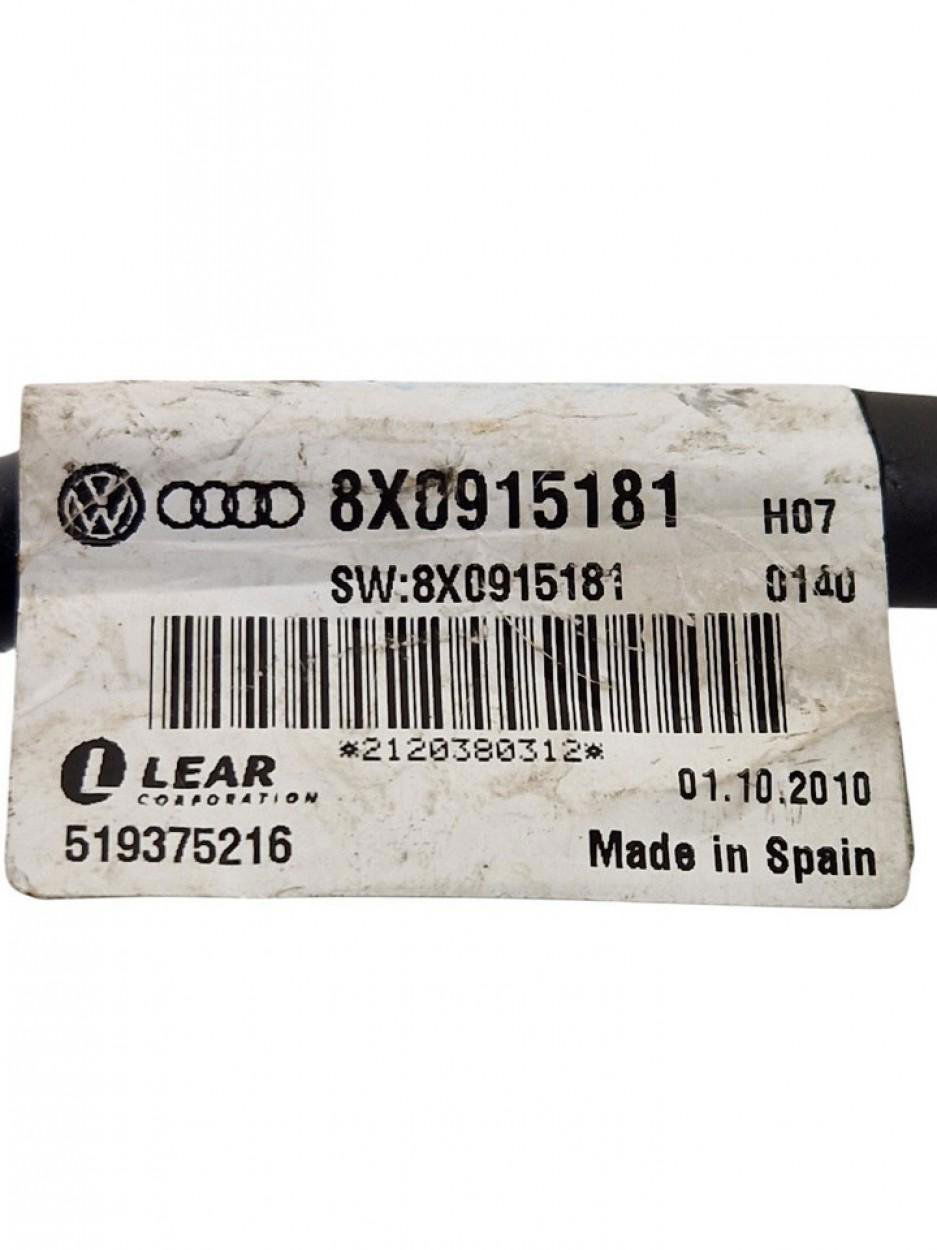 8X0915181 H07
SW:8X0915181 0140
*2120380312*
LEAR
CORPORATION
01.10.2010
519375216
Made in Spain